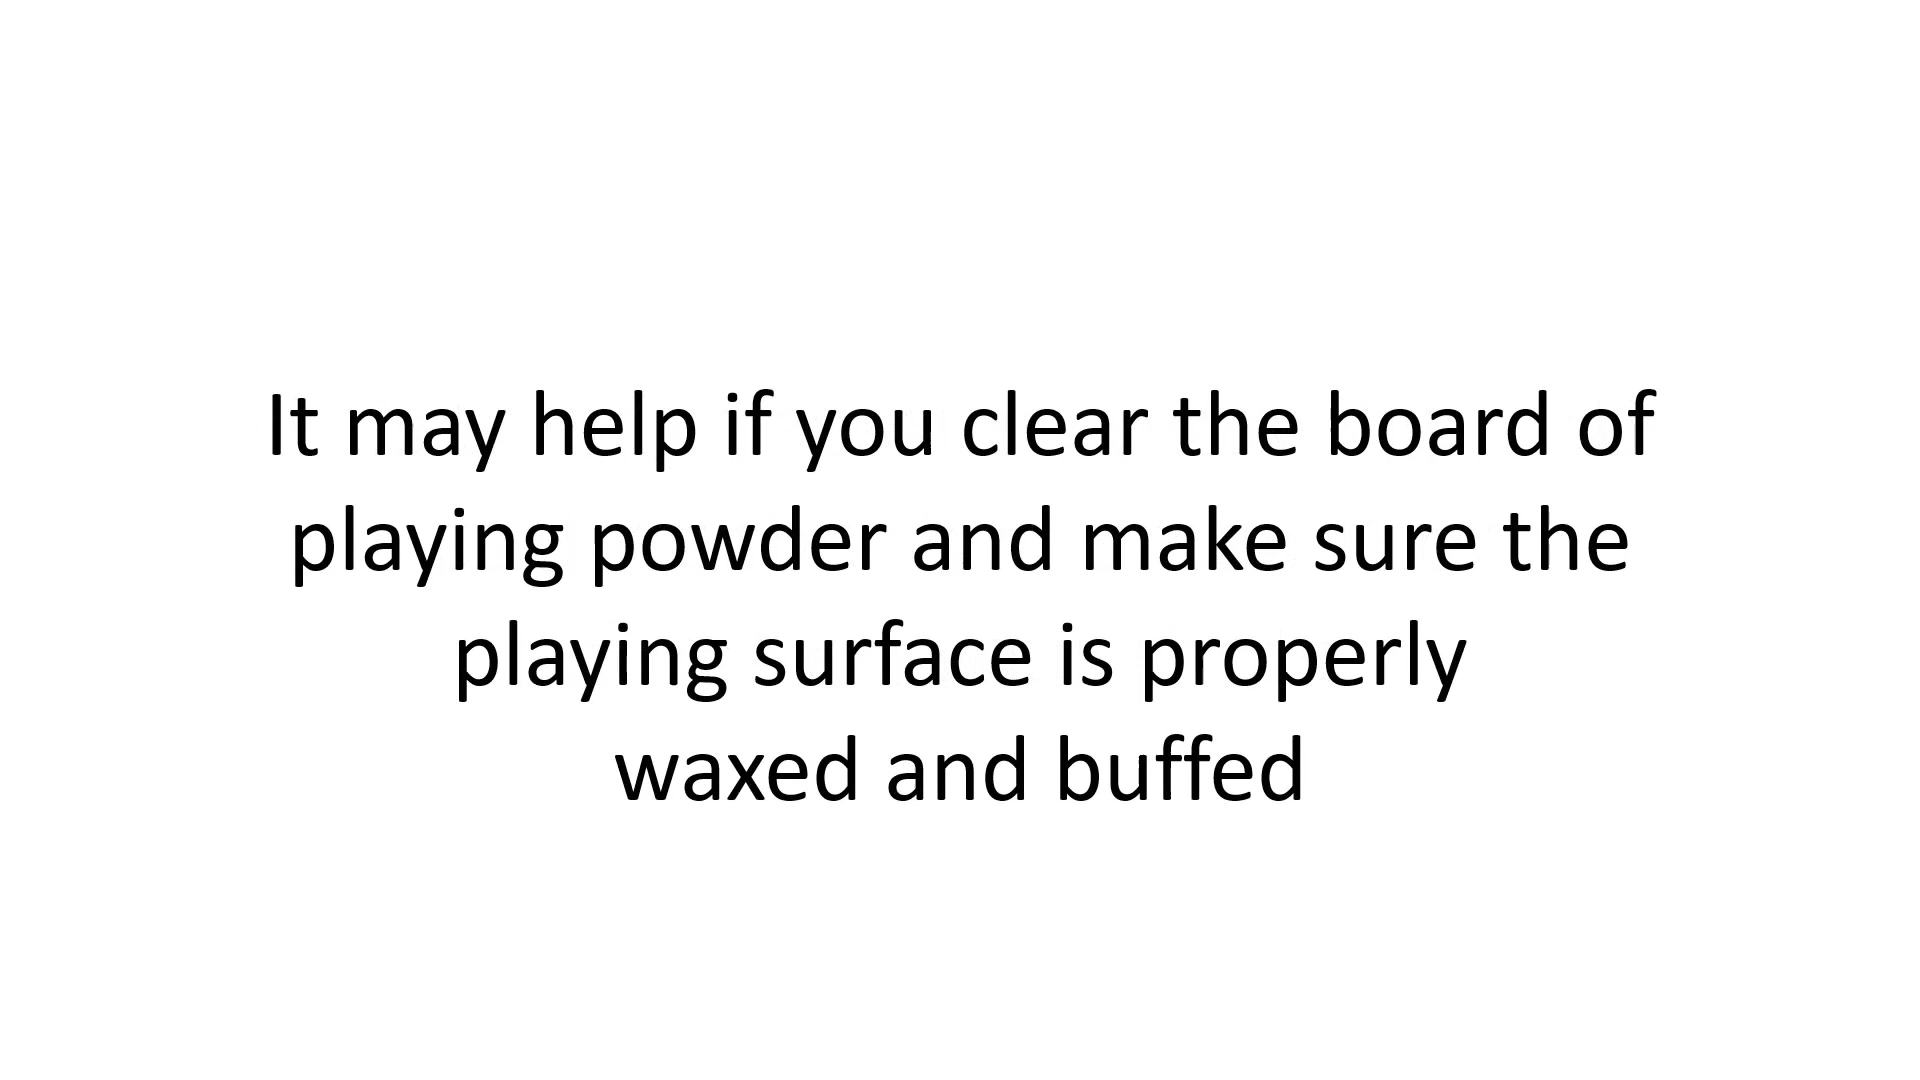 It may help if you clear the board of
playing powder and make sure the
playing surface is properly
waxed and buffed